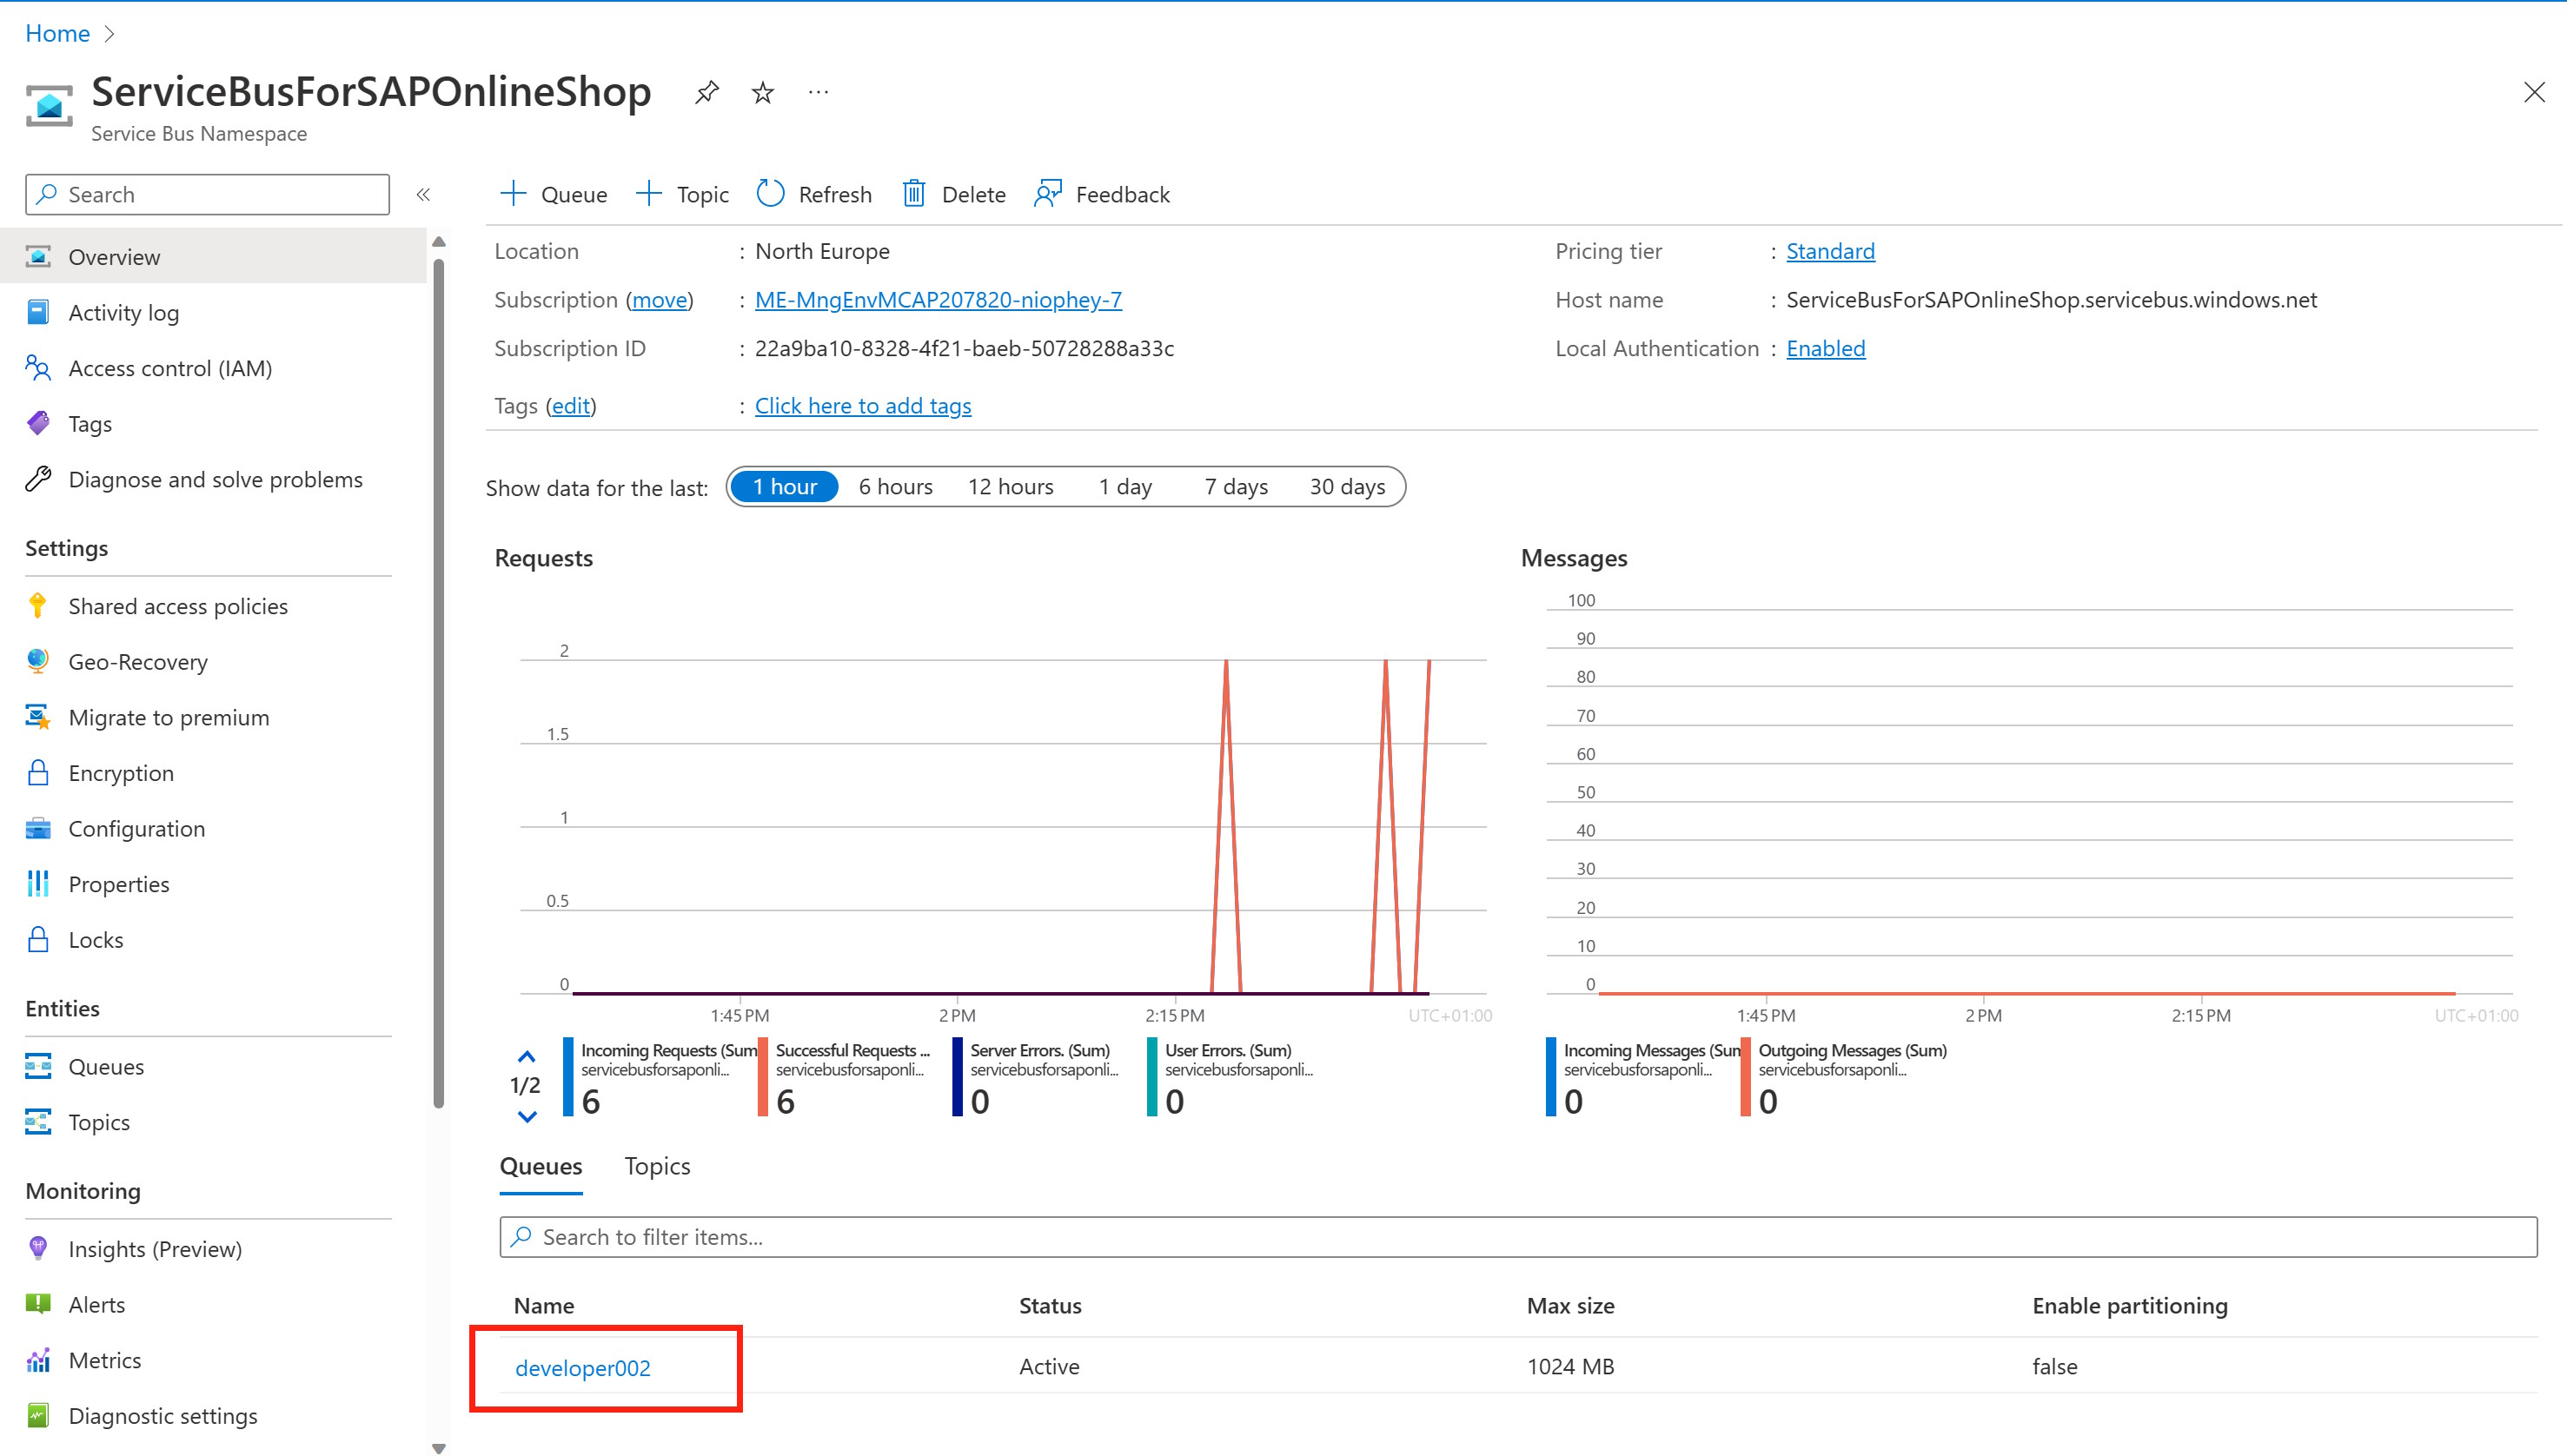 Home
ServiceBusForSAPOnlineShop
Service Bus Namespace
Search
Queue
Topic
Refresh
Delete
Feedback
Overview
Activity log
Access control (IAM)
Tags
Diagnose and solve problems
Settings
Shared access policies
Geo-Recovery
Migrate to premium
Encryption
Configuration
Properties
Locks
Entities
Queues
Topics
Monitoring
Insights (Preview)
Alerts
Metrics
Diagnostic settings
Location : North Europe
Subscription (move) : ME-MngEnvMCAP207820-niophey-7
Subscription ID : 22a9ba10-8328-4f21-baeb-50728288a33c
Tags (edit) : Click here to add tags
Pricing tier : Standard
Host name : ServiceBusForSAPOnlineShop.servicebus.windows.net
Local Authentication : Enabled
Show data for the last: 1 hour 6 hours 12 hours 1 day 7 days 30 days
Requests
2
1.5
1
0.5
0
1:45 PM 2 PM 2:15 PM UTC+01:00
1/2
Incoming Requests (Sum
servicebusforsaponli...
6
Successful Requests ...
servicebusforsaponli...
6
Server Errors. (Sum)
servicebusforsaponli...
0
User Errors. (Sum)
servicebusforsaponli...
0
Messages
100
90
80
70
60
50
40
30
20
10
0
1:45 PM 2 PM 2:15 PM UTC+01:00
Incoming Messages (Sum
servicebusforsaponli...
0
Outgoing Messages (Sum)
servicebusforsaponli...
0
Queues Topics
Search to filter items...
Name Status Max size Enable partitioning
developer002 Active 1024 MB false